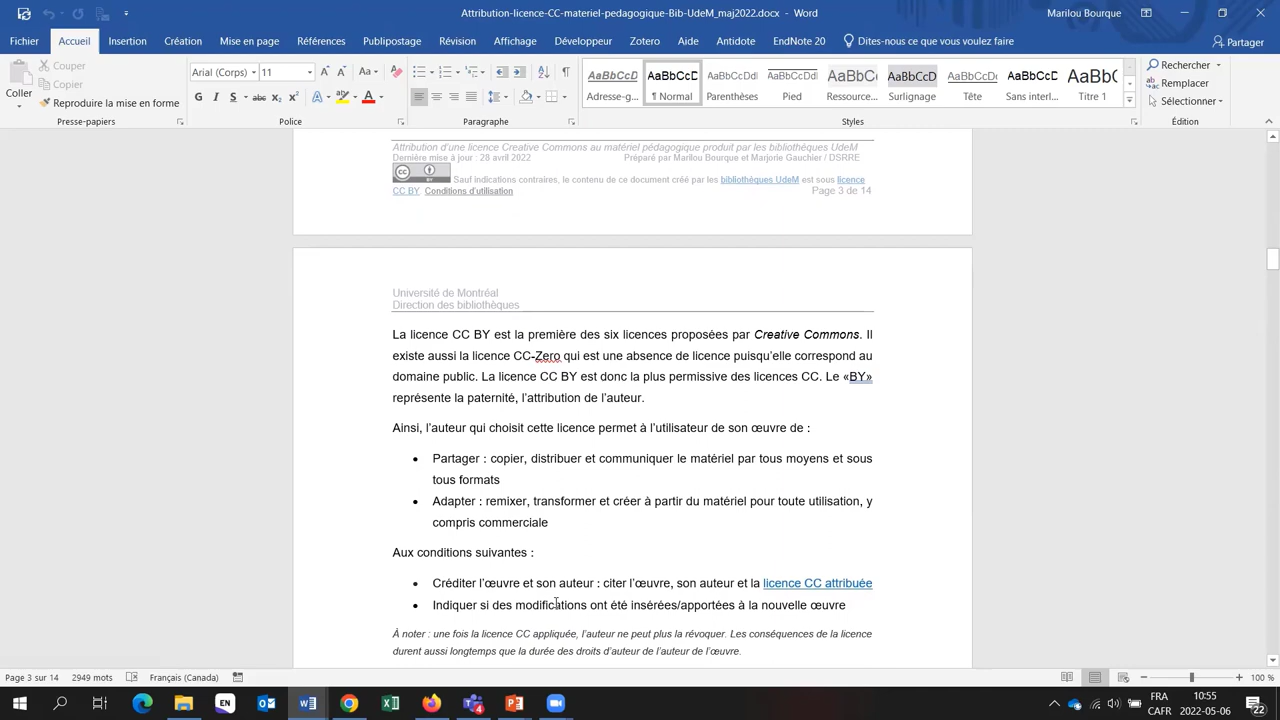 Attribution-licence-CC-materiel-pedagogique-Bib-UdeM_maj2022.docx - Word
Marilou Bourque
Fichier Accueil Insertion Création Mise en page Références Publipostage Révision Affichage Développeur Zotero Aide Antidote EndNote 20 Dites-nous ce que vous voulez faire Partager
Coller
Couper
Copier
Reproduire la mise en forme
Presse-papiers
Arial (Corps) 11
G I S abc x₂ x²
Police
Paragraphe
AaBbCcD AaBbCcD AaBbCcD AaBbCcD AaBbCcD AaBbCcD AaBbCcD AaBbCc AaBb(
Adresse-g... ¶ Normal Parenthèses Pied Ressource... Surlignage Tête Sans interl... Titre 1
Styles
Rechercher
Remplacer
Sélectionner
Édition
Attribution d'une licence Creative Commons au matériel pédagogique produit par les bibliothèques UdeM
Dernière mise à jour : 28 avril 2022 Préparé par Marilou Bourque et Marjorie Gauchier / DSRRE
cc BY Sauf indications contraires, le contenu de ce document créé par les bibliothèques UdeM est sous licence
CC BY. Conditions d'utilisation Page 3 de 14
Université de Montréal
Direction des bibliothèques
La licence CC BY est la première des six licences proposées par Creative Commons. Il
existe aussi la licence CC-Zero qui est une absence de licence puisqu'elle correspond au
domaine public. La licence CC BY est donc la plus permissive des licences CC. Le «BY»
représente la paternité, l'attribution de l'auteur.
Ainsi, l'auteur qui choisit cette licence permet à l'utilisateur de son œuvre de :
• Partager : copier, distribuer et communiquer le matériel par tous moyens et sous
tous formats
• Adapter : remixer, transformer et créer à partir du matériel pour toute utilisation, y
compris commerciale
Aux conditions suivantes :
• Créditer l'œuvre et son auteur : citer l'œuvre, son auteur et la licence CC attribuée
• Indiquer si des modifications ont été insérées/apportées à la nouvelle œuvre
À noter : une fois la licence CC appliquée, l'auteur ne peut plus la révoquer. Les conséquences de la licence
durent aussi longtemps que la durée des droits d'auteur de l'auteur de l'œuvre.
Page 3 sur 14 2949 mots Français (Canada) 100 %
EN
4
FRA
CAFR
10:55
2022-05-06
22